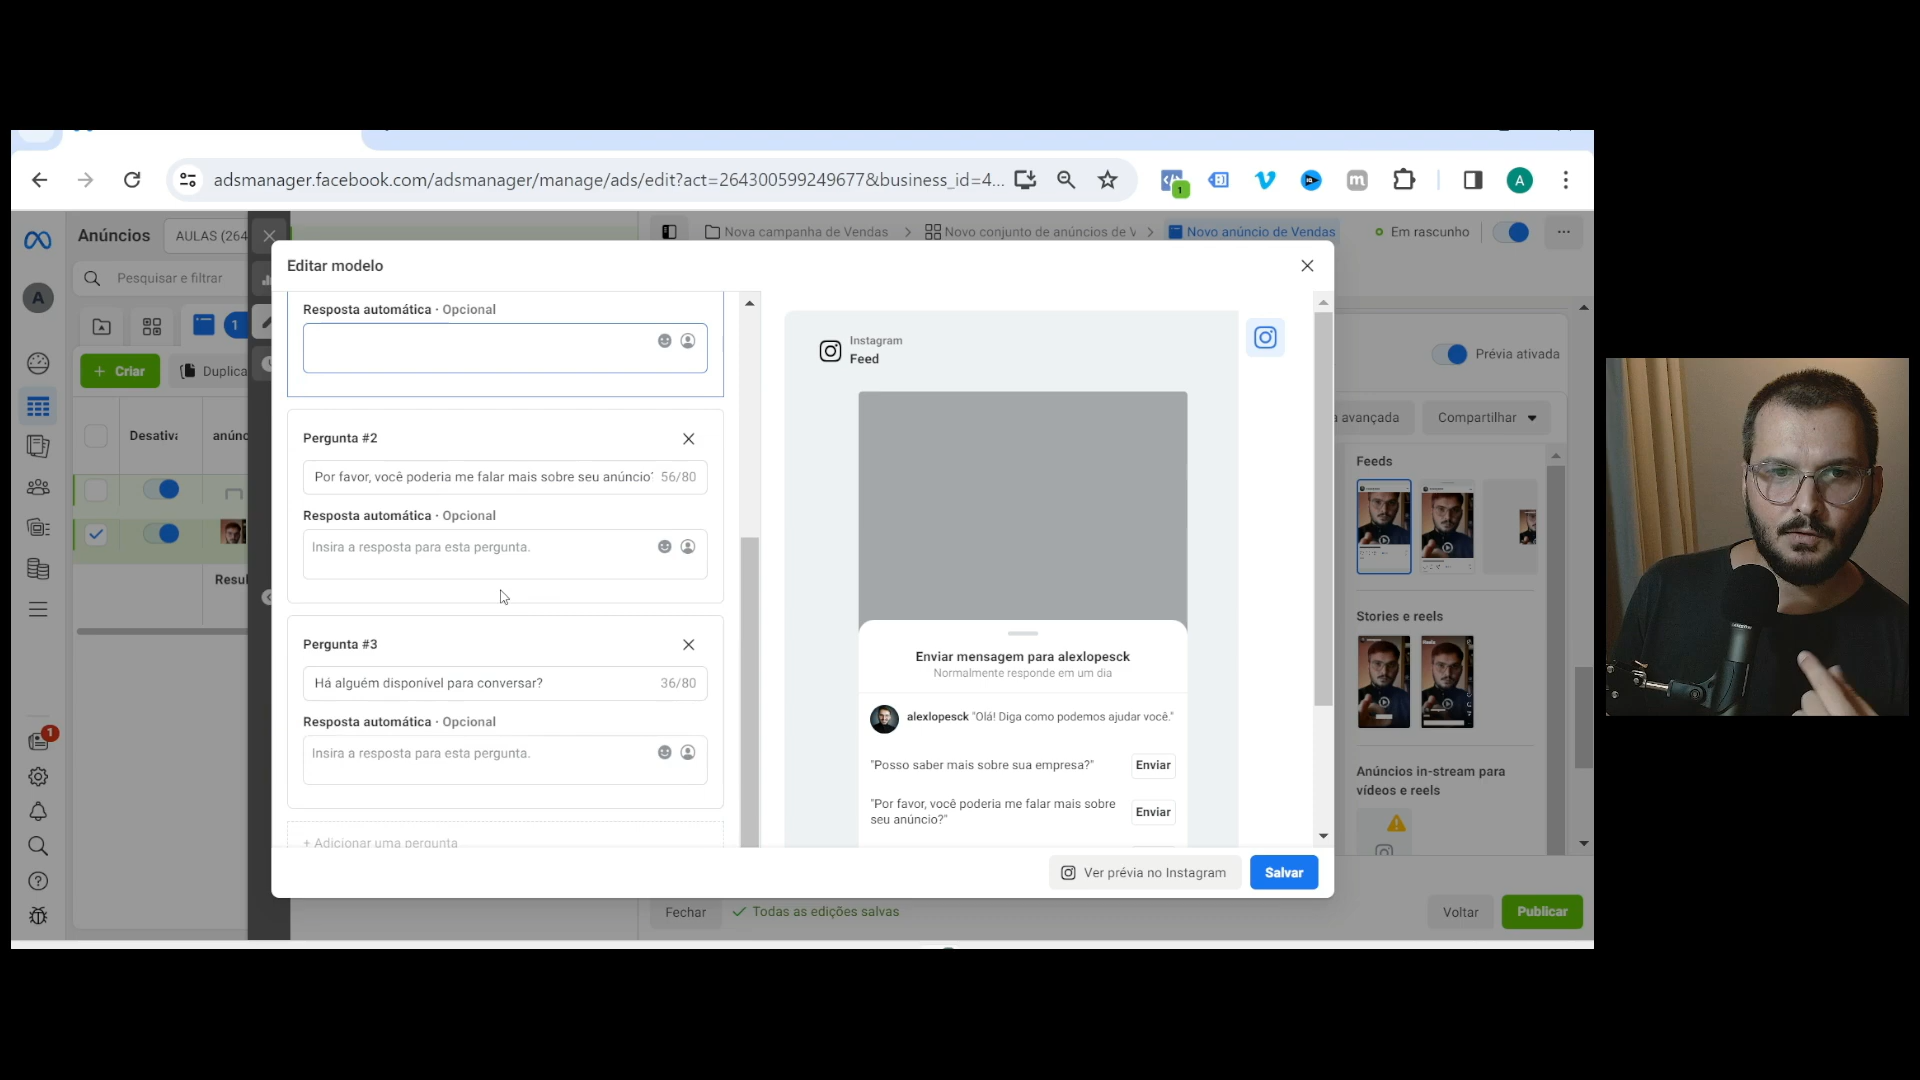 adsmanager.facebook.com/adsmanager/manage/ads/edit?act=264300599249677&business_id=4...
1
A
Anúncios
AULAS (264
Nova campanha de Vendas
Novo conjunto de anúncios de V
Novo anúncio de Vendas
Em rascunho
Pesquisar e filtrar
A
1
+ Criar
Duplica
Desativa
anúnc
Resul
1
Editar modelo
Resposta automática · Opcional
Pergunta #2
Por favor, você poderia me falar mais sobre seu anúncio
56/80
Resposta automática · Opcional
Insira a resposta para esta pergunta.
Pergunta #3
Há alguém disponível para conversar?
36/80
Resposta automática · Opcional
Insira a resposta para esta pergunta.
+ Adicionar uma pergunta
Instagram
Feed
Enviar mensagem para alexlopesck
Normalmente responde em um dia
alexlopesck "Olá! Diga como podemos ajudar você."
"Posso saber mais sobre sua empresa?"
Enviar
"Por favor, você poderia me falar mais sobre
seu anúncio?"
Enviar
Ver prévia no Instagram
Salvar
Prévia ativada
a avançada
Compartilhar
Feeds
Stories e reels
Anúncios in-stream para
vídeos e reels
Fechar
Todas as edições salvas
Voltar
Publicar